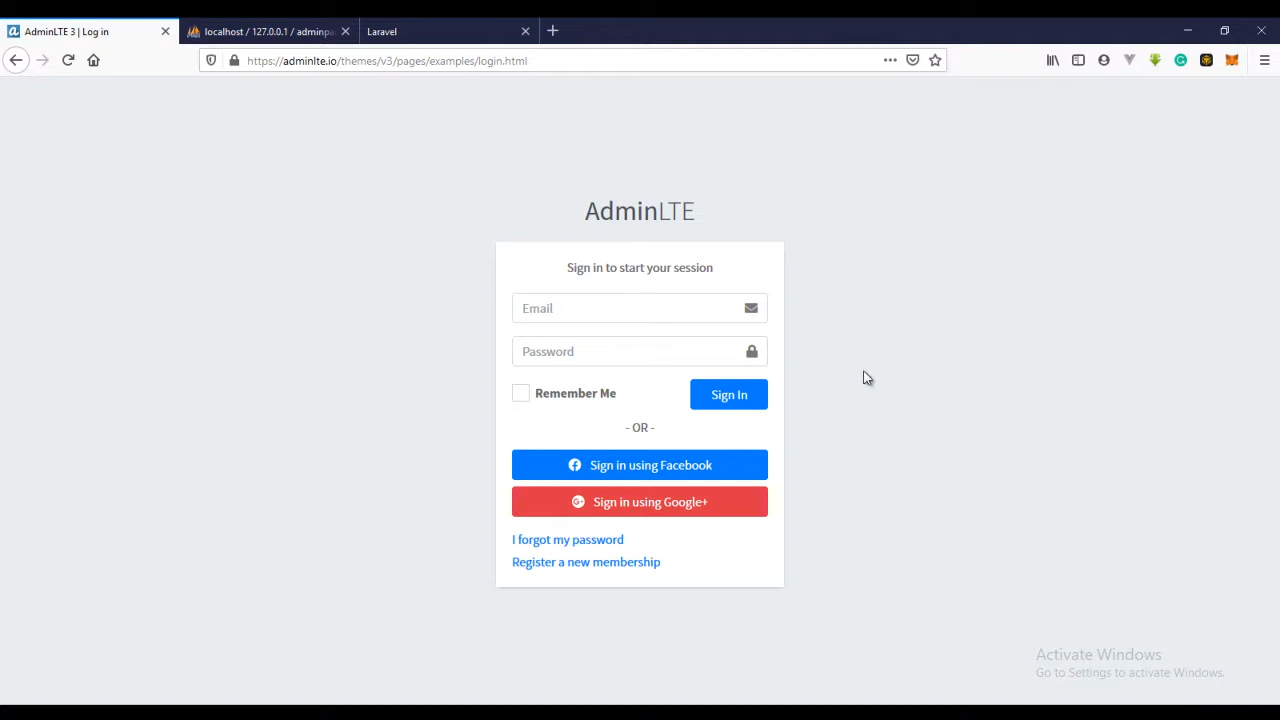 AdminLTE 3 | Log in
localhost / 127.0.0.1 / adminpa
Laravel
https://adminlte.io/themes/v3/pages/examples/login.html
AdminLTE
Sign in to start your session
Email
Password
Remember Me
Sign In
- OR -
Sign in using Facebook
Sign in using Google+
I forgot my password
Register a new membership
Activate Windows
Go to Settings to activate Windows.